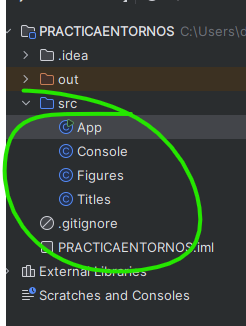 PRACTICAENTORNOS C:\Users\
.idea
out
src
App
Console
Figures
Titles
.gitignore
PRACTICAENTORNOS.iml
External Libraries
Scratches and Consoles